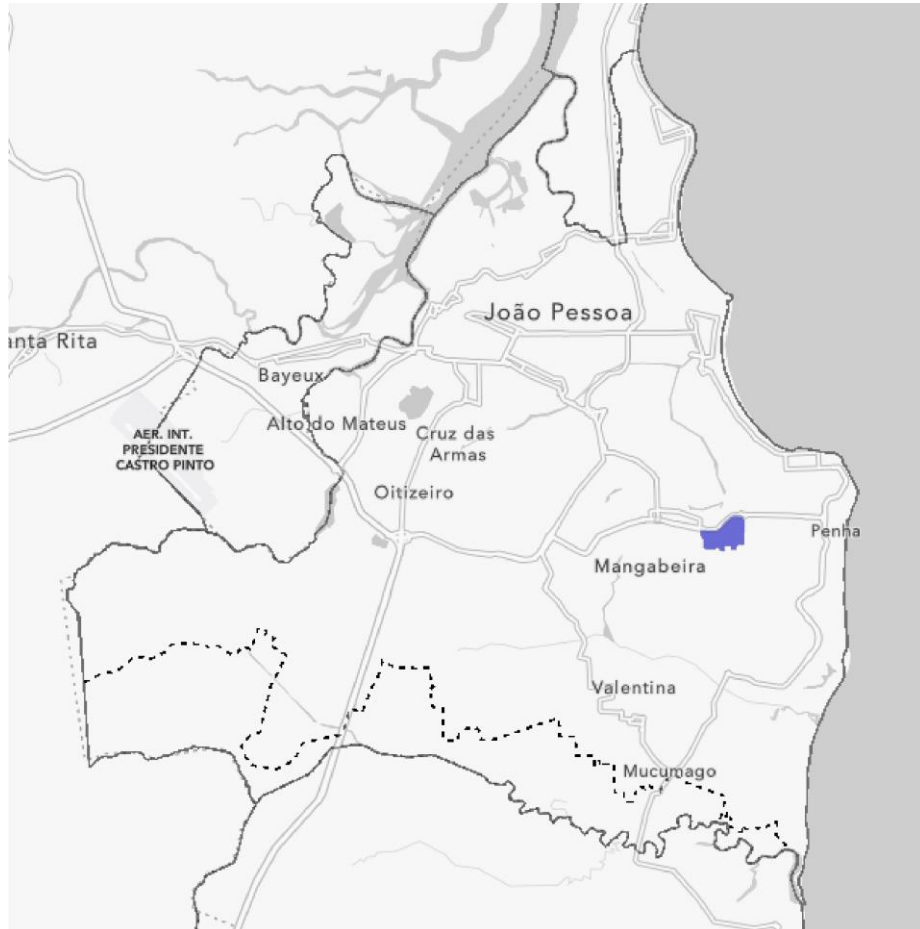 João Pessoa
anta Rita
Bayeux
Alto do Mateus
Cruz das
Armas
AER. INT.
PRESIDENTE
CASTRO PINTO
Oitizeiro
Penha
Mangabeira
Valentina
Mucumago